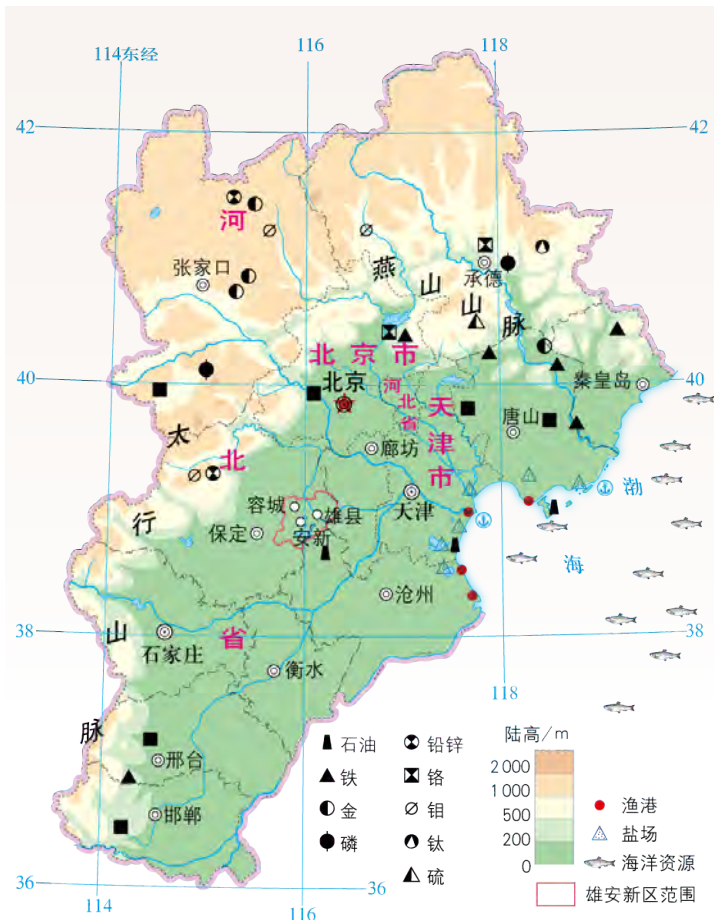 114东经
116
118
42
42
河
张家口
燕
山
山
脉
承德
北京市
北京
河
北
省
天
津
市
40
40
秦皇岛
唐山
太
北
廊坊
渤
海
容城
雄县
天津
保定
安新
行
沧州
38
38
山
省
石家庄
衡水
118
脉
邢台
邯郸
36
36
114
116
石油
铁
金
磷
铅锌
铬
钼
钛
硫
陆高/m
2 000
1 000
500
200
0
渔港
盐场
海洋资源
雄安新区范围